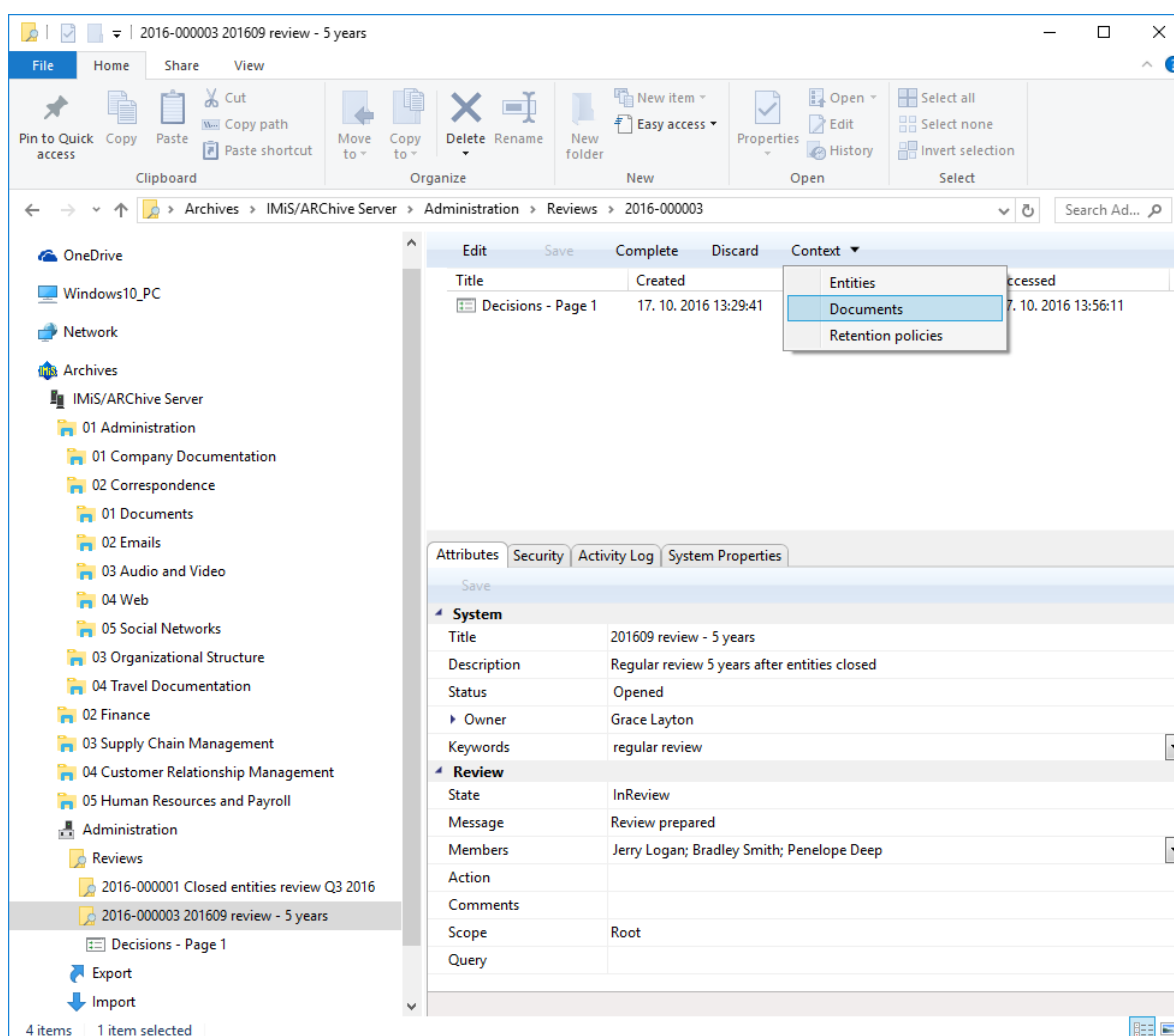 2016-000003 201609 review - 5 years
File Home Share View
Pin to Quick access
Copy
Paste
Cut
Copy path
Paste shortcut
Move to
Copy to
Delete
Rename
New folder
New item
Easy access
Properties
Open
Edit
History
Select all
Select none
Invert selection
Clipboard Organize New Open Select
Archives > IMiS/ARChive Server > Administration > Reviews > 2016-000003
Search Ad...
OneDrive
Windows10_PC
Network
Archives
IMiS/ARChive Server
01 Administration
01 Company Documentation
02 Correspondence
01 Documents
02 Emails
03 Audio and Video
04 Web
05 Social Networks
03 Organizational Structure
04 Travel Documentation
02 Finance
03 Supply Chain Management
04 Customer Relationship Management
05 Human Resources and Payroll
Administration
Reviews
2016-000001 Closed entities review Q3 2016
2016-000003 201609 review - 5 years
Decisions - Page 1
Export
Import
Edit Save Complete Discard Context
Title Created ccessed
Decisions - Page 1 17. 10. 2016 13:29:41 7. 10. 2016 13:56:11
Entities
Documents
Retention policies
Attributes Security Activity Log System Properties
Save
System
Title 201609 review - 5 years
Description Regular review 5 years after entities closed
Status Opened
Owner Grace Layton
Keywords regular review
Review
State InReview
Message Review prepared
Members Jerry Logan; Bradley Smith; Penelope Deep
Action
Comments
Scope Root
Query
4 items 1 item selected